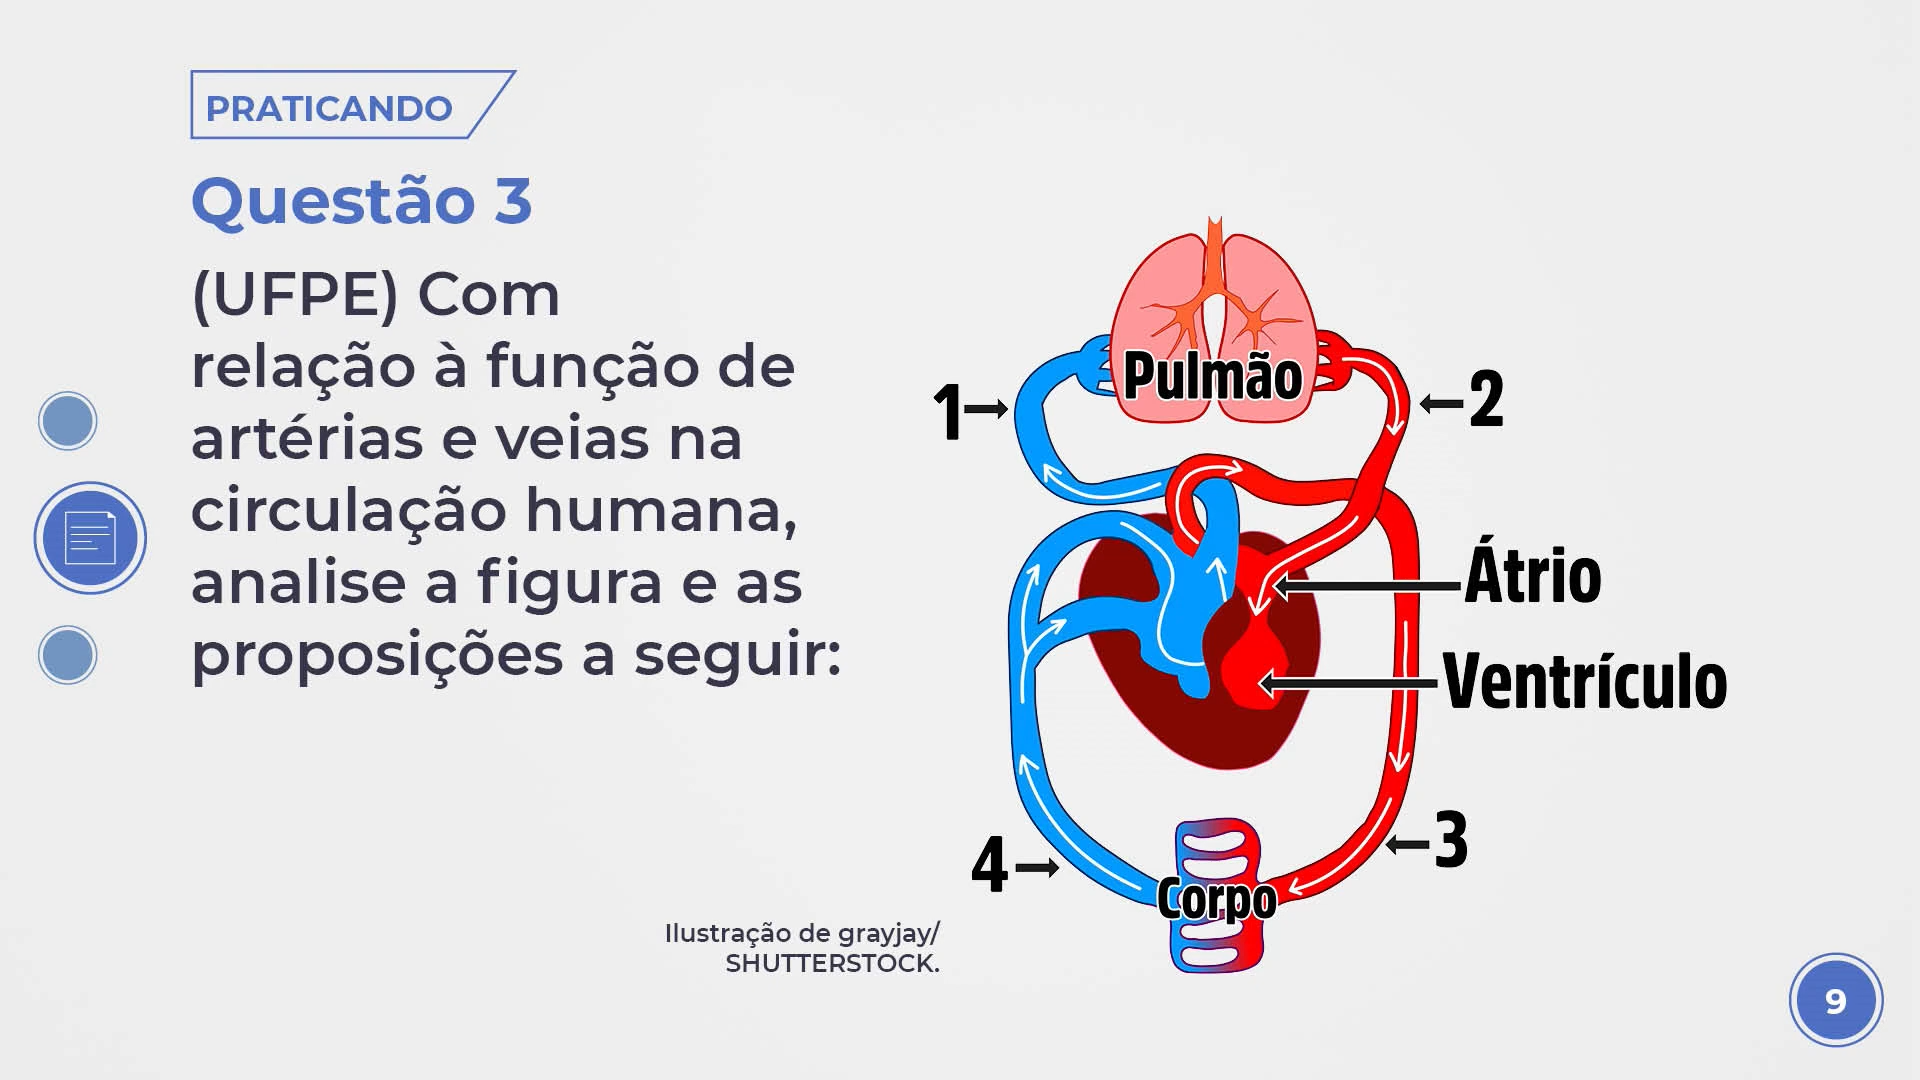 PRATICANDO
Questão 3
(UFPE) Com
relação à função de
artérias e veias na
circulação humana,
analise a figura e as
proposições a seguir:
Pulmão
1
2
Átrio
Ventrículo
3
4
Corpo
Ilustração de grayjay/
SHUTTERSTOCK.
9